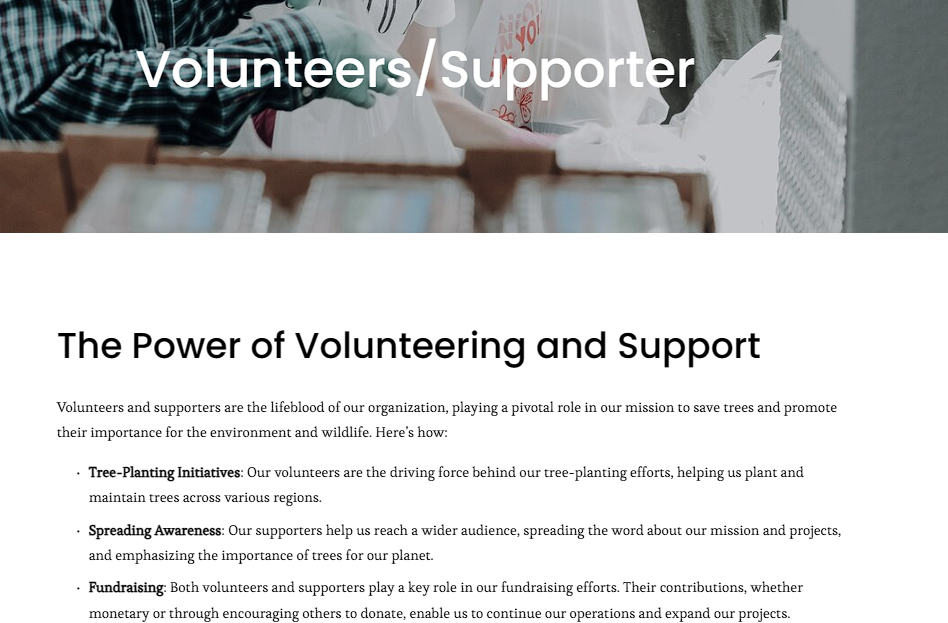 Volunteers/Supporter
The Power of Volunteering and Support
Volunteers and supporters are the lifeblood of our organization, playing a pivotal role in our mission to save trees and promote
their importance for the environment and wildlife. Here's how:
· Tree-Planting Initiatives: Our volunteers are the driving force behind our tree-planting efforts, helping us plant and
maintain trees across various regions.
· Spreading Awareness: Our supporters help us reach a wider audience, spreading the word about our mission and projects,
and emphasizing the importance of trees for our planet.
· Fundraising: Both volunteers and supporters play a key role in our fundraising efforts. Their contributions, whether
monetary or through encouraging others to donate, enable us to continue our operations and expand our projects.